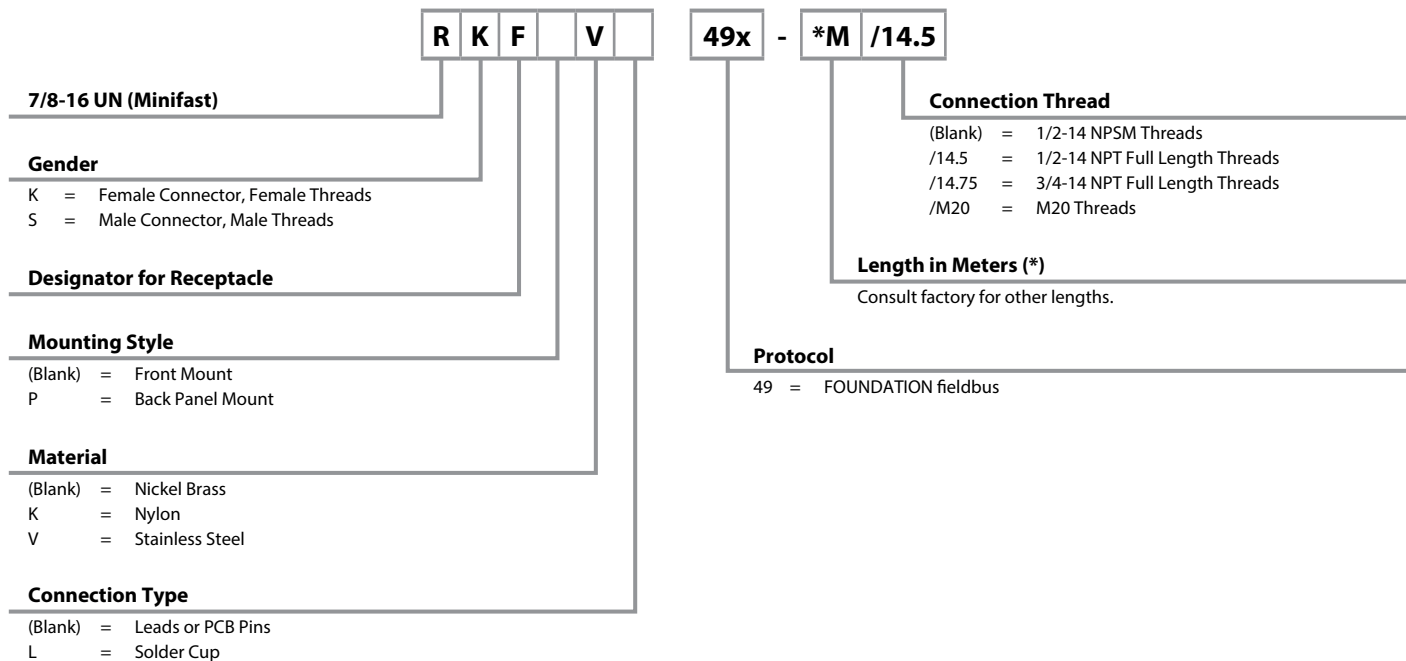 R K F V 49x - *M /14.5
7/8-16 UN (Minifast)
Gender
K = Female Connector, Female Threads
S = Male Connector, Male Threads
Designator for Receptacle
Mounting Style
(Blank) = Front Mount
P = Back Panel Mount
Material
(Blank) = Nickel Brass
K = Nylon
V = Stainless Steel
Connection Type
(Blank) = Leads or PCB Pins
L = Solder Cup
Connection Thread
(Blank) = 1/2-14 NPSM Threads
/14.5 = 1/2-14 NPT Full Length Threads
/14.75 = 3/4-14 NPT Full Length Threads
/M20 = M20 Threads
Length in Meters (*)
Consult factory for other lengths.
Protocol
49 = FOUNDATION fieldbus